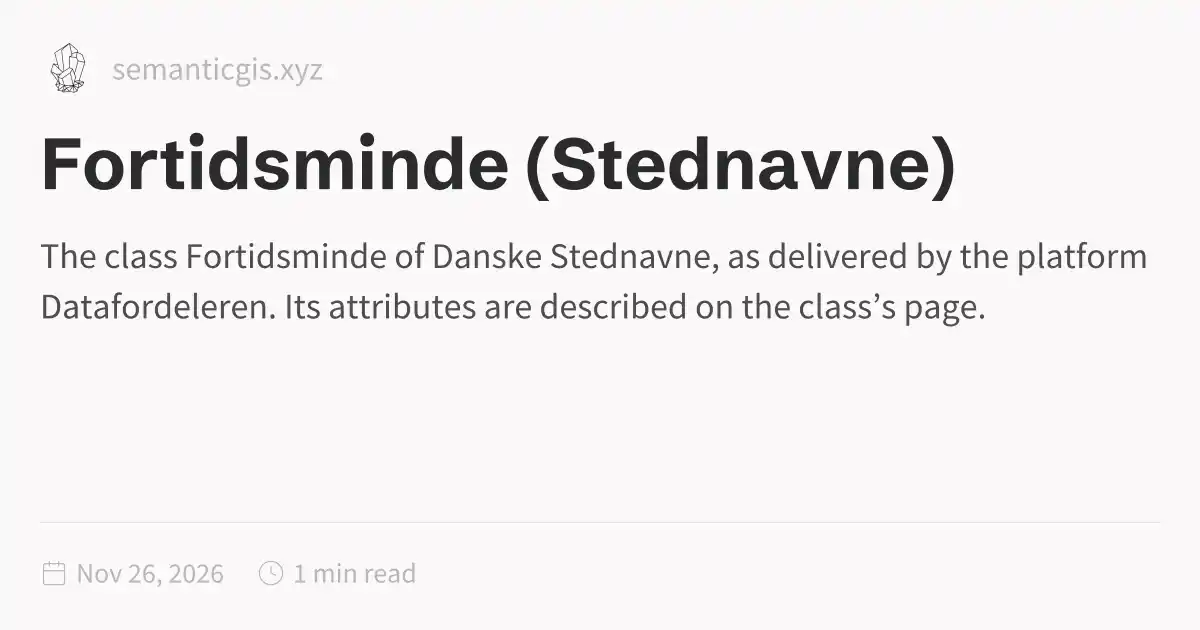 semanticgis.xyz
Fortidsminde (Stednavne)
The class Fortidsminde of Danske Stednavne, as delivered by the platform
Datafordeleren. Its attributes are described on the class’s page.
Nov 26, 2026 1 min read